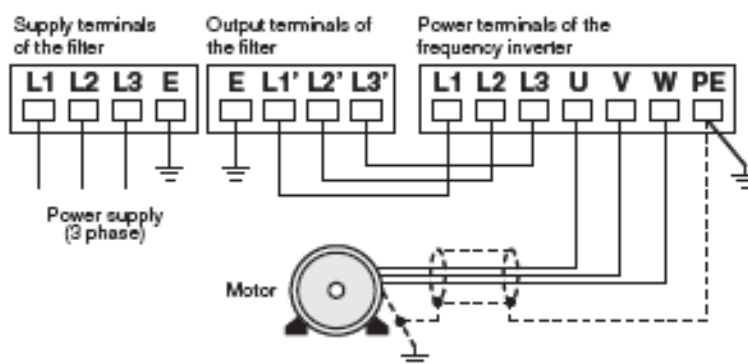 Supply terminals
of the filter
Output terminals of
the filter
Power terminals of the
frequency inverter
L1 L2 L3 E
E L1' L2' L3'
L1 L2 L3 U V W PE
Power supply
(3 phase)
Motor